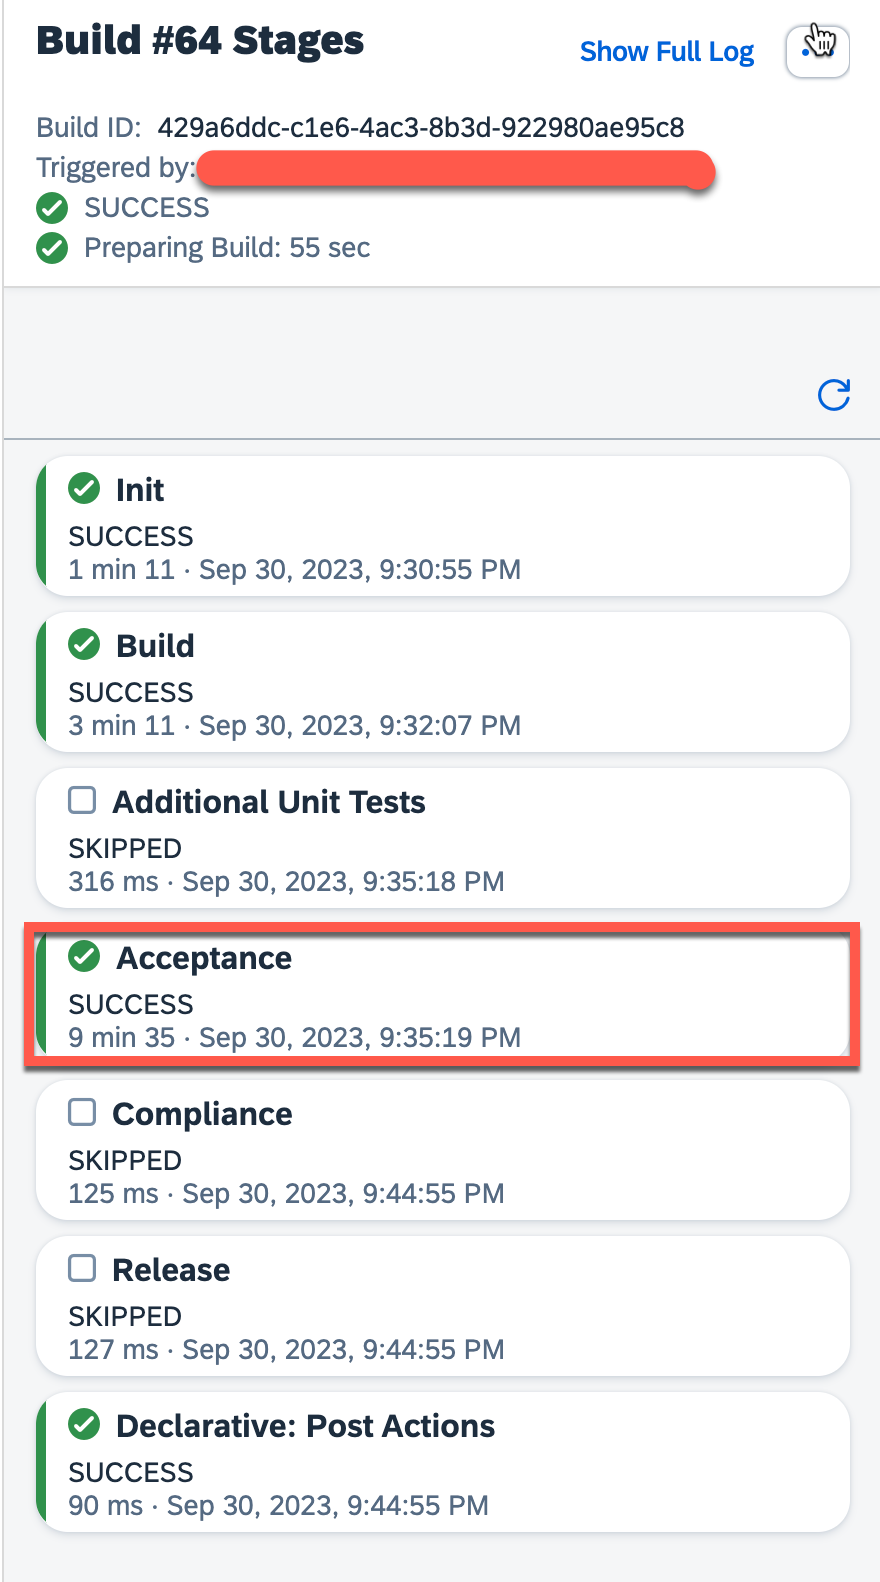 Build #64 Stages
Show Full Log
Build ID: 429a6ddc-c1e6-4ac3-8b3d-922980ae95c8
Triggered by:
SUCCESS
Preparing Build: 55 sec
Init
SUCCESS
1 min 11 · Sep 30, 2023, 9:30:55 PM
Build
SUCCESS
3 min 11 · Sep 30, 2023, 9:32:07 PM
Additional Unit Tests
SKIPPED
316 ms · Sep 30, 2023, 9:35:18 PM
Acceptance
SUCCESS
9 min 35 · Sep 30, 2023, 9:35:19 PM
Compliance
SKIPPED
125 ms · Sep 30, 2023, 9:44:55 PM
Release
SKIPPED
127 ms · Sep 30, 2023, 9:44:55 PM
Declarative: Post Actions
SUCCESS
90 ms · Sep 30, 2023, 9:44:55 PM